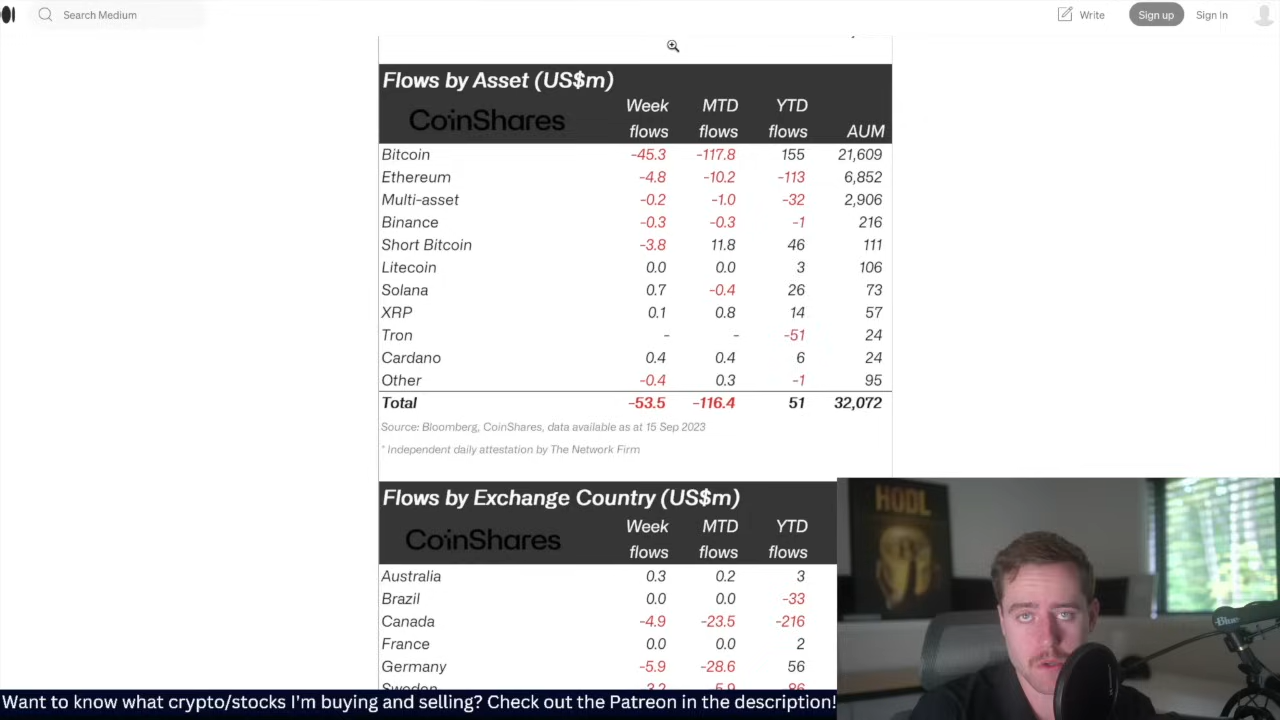 Search Medium
Write
Sign up
Sign In
Flows by Asset (US$m)
CoinShares
Week flows MTD flows YTD flows AUM
Bitcoin -45.3 -117.8 155 21,609
Ethereum -4.8 -10.2 -113 6,852
Multi-asset -0.2 -1.0 -32 2,906
Binance -0.3 -0.3 -1 216
Short Bitcoin -3.8 11.8 46 111
Litecoin 0.0 0.0 3 106
Solana 0.7 -0.4 26 73
XRP 0.1 0.8 14 57
Tron - - -51 24
Cardano 0.4 0.4 6 24
Other -0.4 0.3 -1 95
Total -53.5 -116.4 51 32,072
Source: Bloomberg, CoinShares, data available as at 15 Sep 2023
* Independent daily attestation by The Network Firm
Flows by Exchange Country (US$m)
CoinShares
Week flows MTD flows YTD flows
Australia 0.3 0.2 3
Brazil 0.0 0.0 -33
Canada -4.9 -23.5 -216
France 0.0 0.0 2
Germany -5.9 -28.6 56
HODL
Blue
Want to know what crypto/stocks I'm buying and selling? Check out the Patreon in the description!